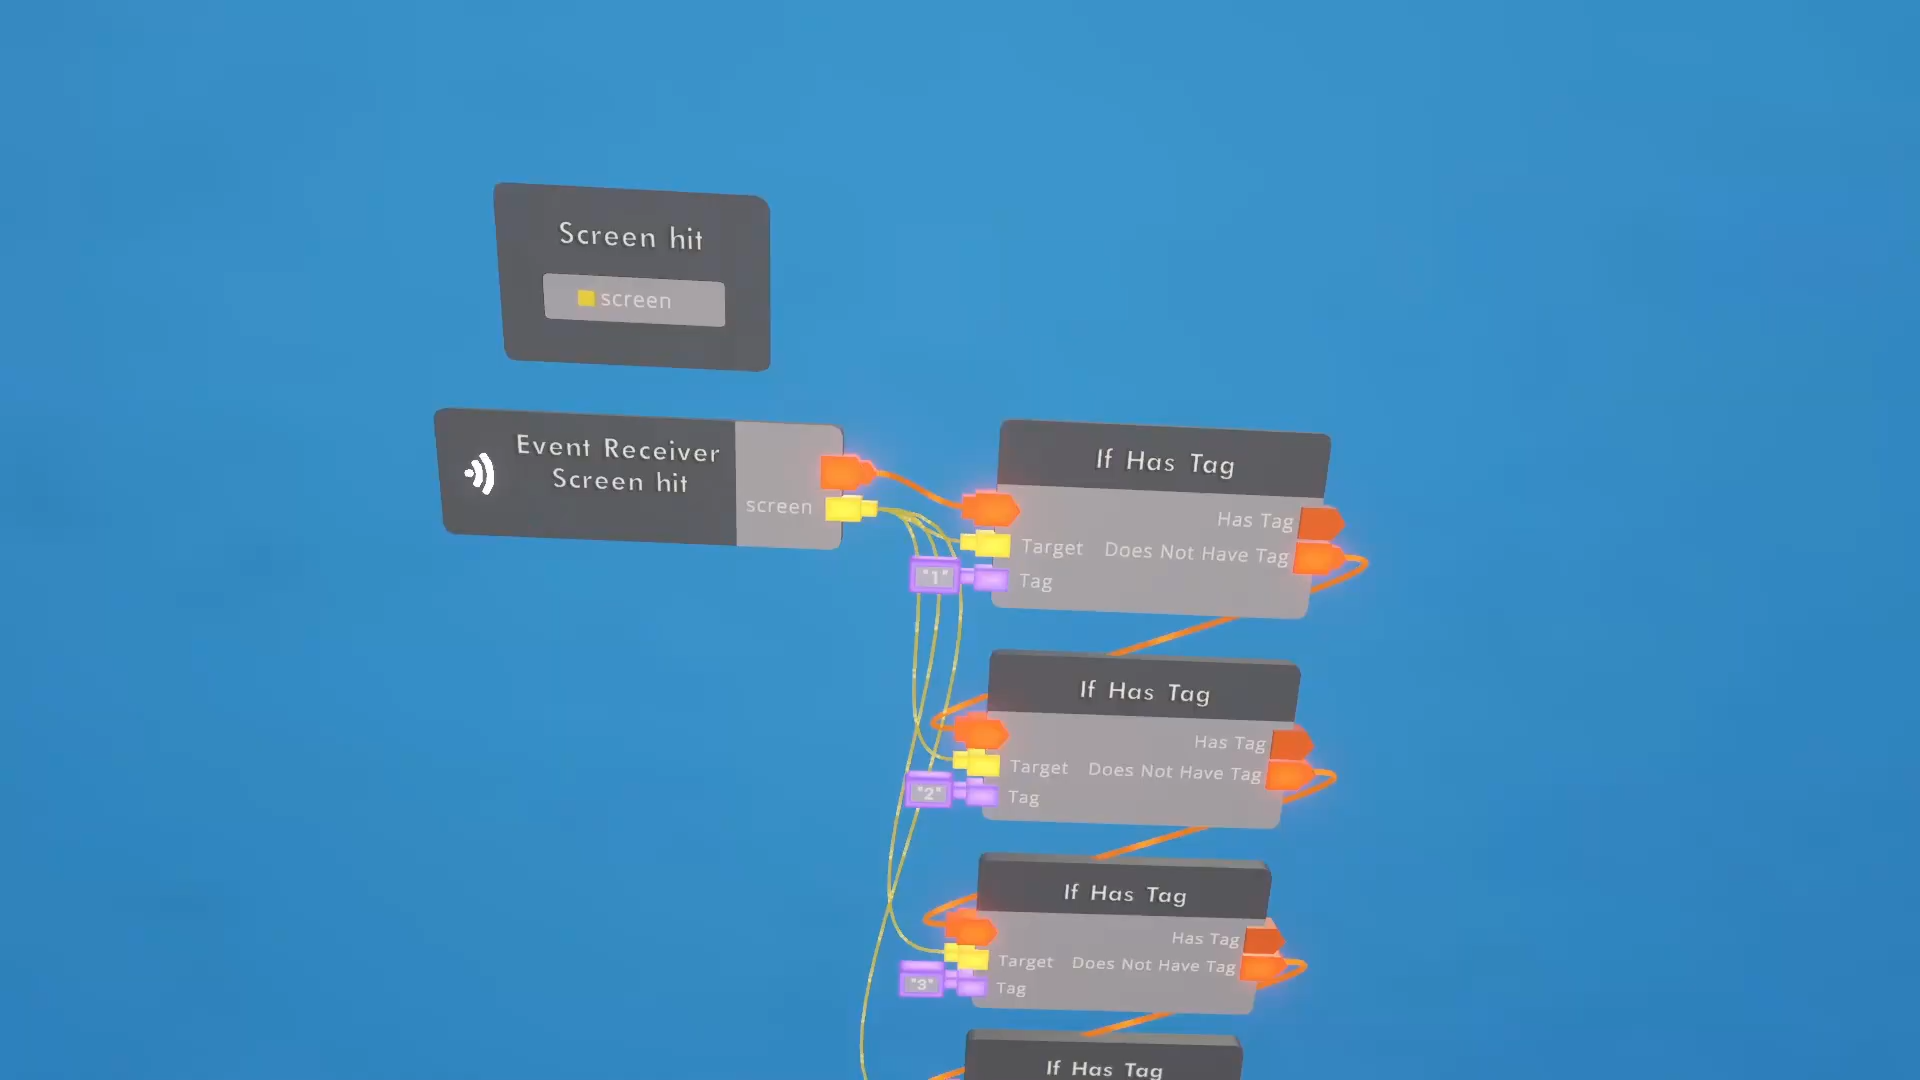 Screen hit
screen
Event Receiver
Screen hit
screen
If Has Tag
Has Tag
Target Does Not Have Tag
"1" Tag
If Has Tag
Has Tag
Target Does Not Have Tag
"2" Tag
If Has Tag
Has Tag
Target Does Not Have Tag
"3" Tag
If Has Tag